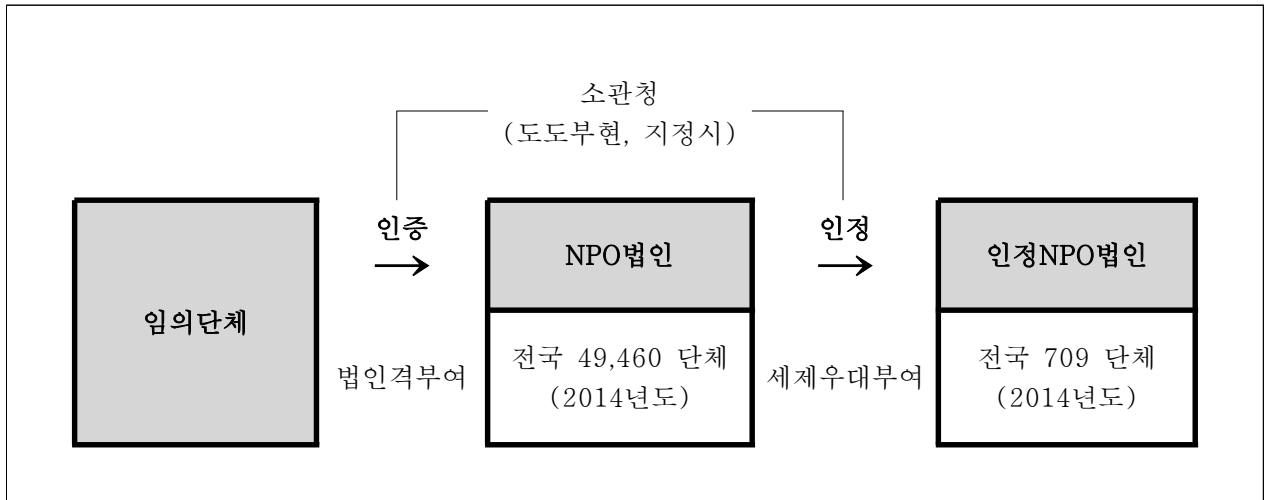 소관청
(도도부현, 지정시)
인증
→
인정
→
임의단체
법인격부여
NPO법인
전국 49,460 단체
(2014년도)
세제우대부여
인정NPO법인
전국 709 단체
(2014년도)